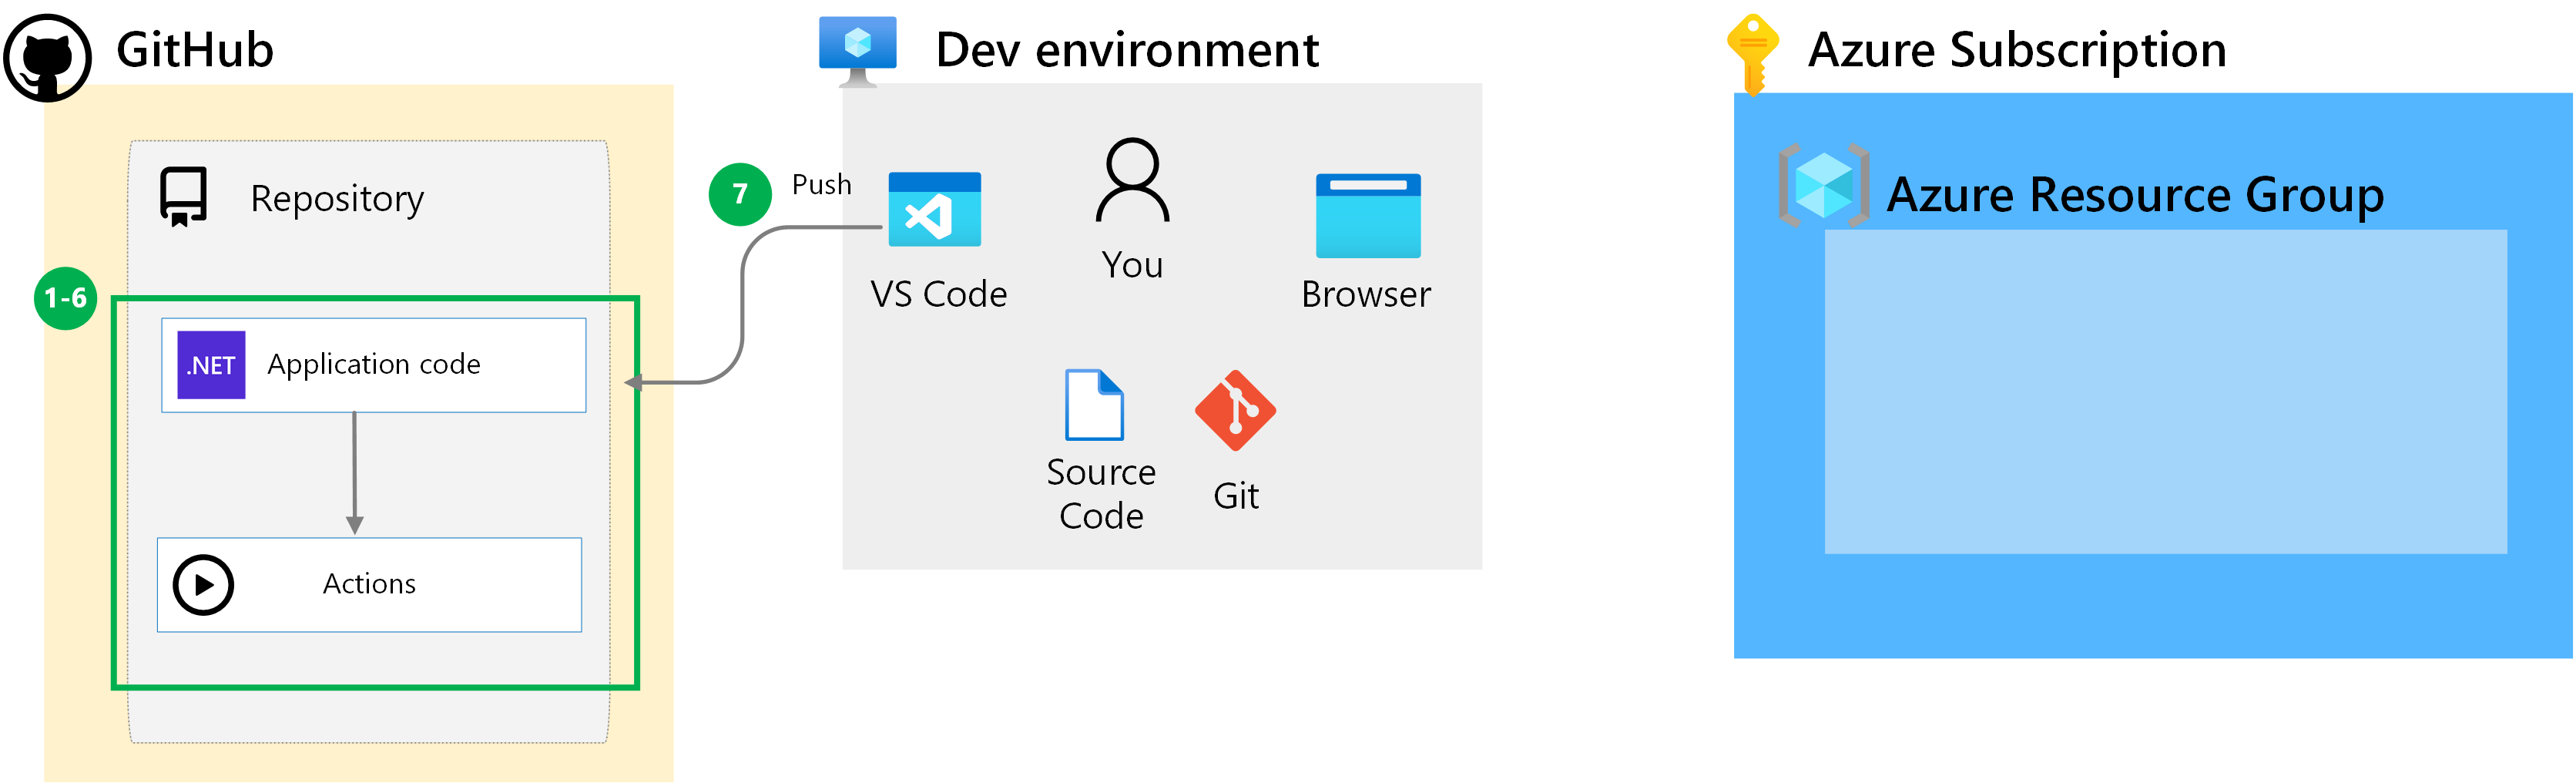 GitHub
Repository
1-6
.NET
Application code
Actions
7
Push
Dev environment
VS Code
You
Browser
Source
Code
Git
Azure Subscription
Azure Resource Group